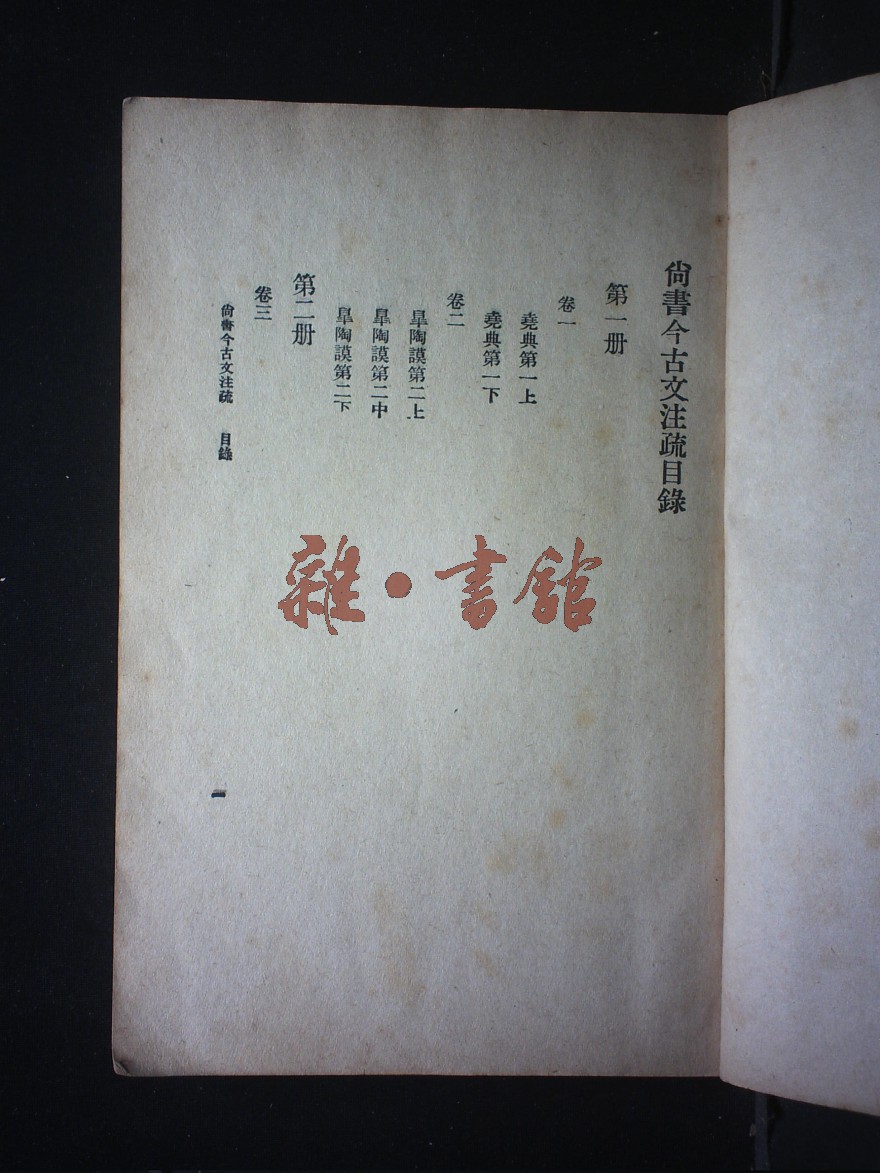 尙書今古文注疏目錄
第一册
卷一
堯典第一上
堯典第一下
卷二
臯陶謨第二上
臯陶謨第二中
臯陶謨第二下
第二册
卷三
尙書今古文注疏 目錄
一
雜·書館